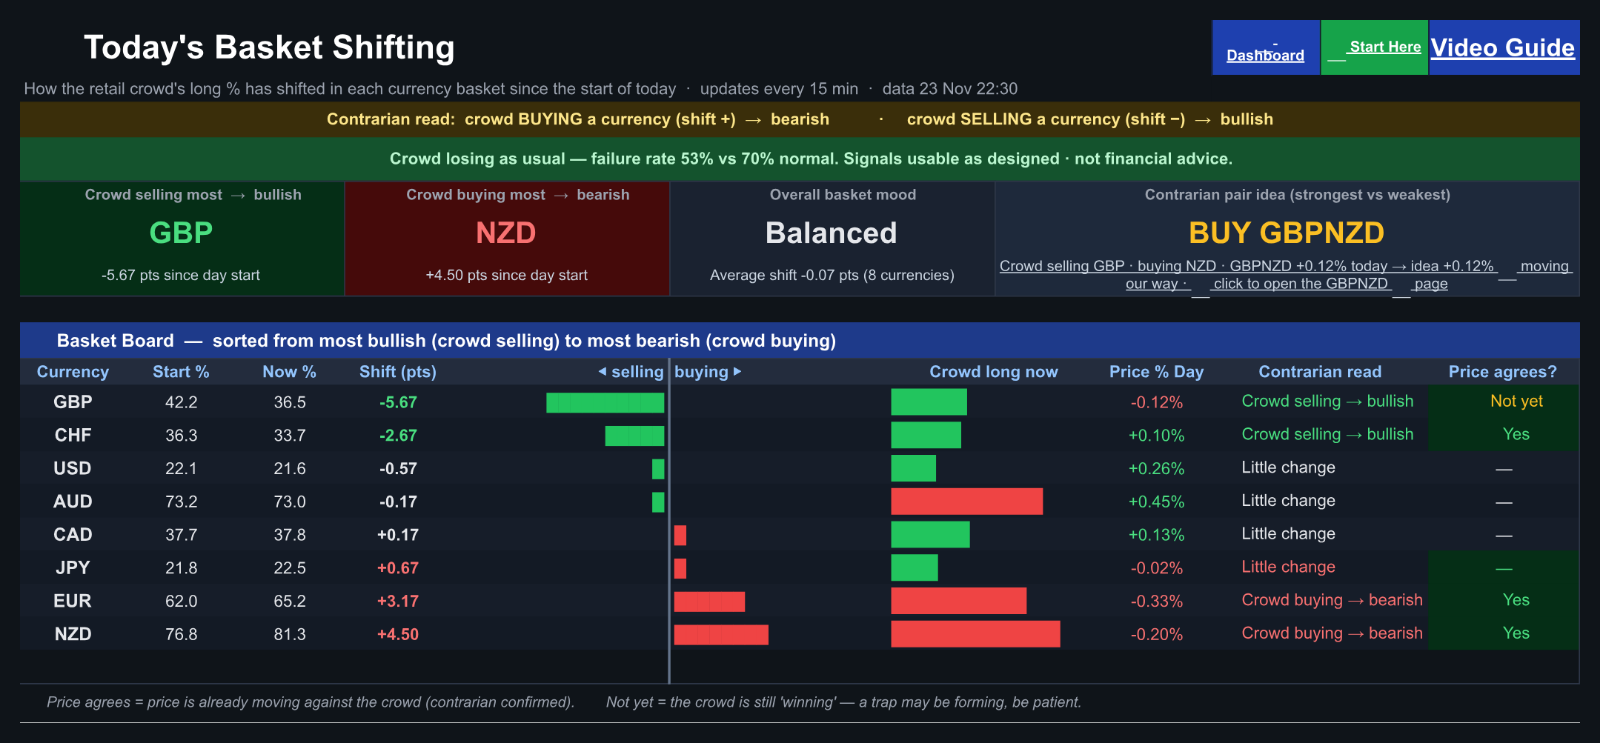 Today's Basket Shifting
Dashboard
Start Here
Video Guide
How the retail crowd's long % has shifted in each currency basket since the start of today · updates every 15 min · data 23 Nov 22:30
Contrarian read: crowd BUYING a currency (shift +) → bearish · crowd SELLING a currency (shift −) → bullish
Crowd losing as usual — failure rate 53% vs 70% normal. Signals usable as designed · not financial advice.
Crowd selling most → bullish
GBP
-5.67 pts since day start
Crowd buying most → bearish
NZD
+4.50 pts since day start
Overall basket mood
Balanced
Average shift -0.07 pts (8 currencies)
Contrarian pair idea (strongest vs weakest)
BUY GBPNZD
Crowd selling GBP · buying NZD · GBPNZD +0.12% today → idea +0.12% moving
our way · click to open the GBPNZD page
Basket Board — sorted from most bullish (crowd selling) to most bearish (crowd buying)
Currency Start % Now % Shift (pts) ◀ selling buying ▶ Crowd long now Price % Day Contrarian read Price agrees?
GBP 42.2 36.5 -5.67 -0.12% Crowd selling → bullish Not yet
CHF 36.3 33.7 -2.67 +0.10% Crowd selling → bullish Yes
USD 22.1 21.6 -0.57 +0.26% Little change —
AUD 73.2 73.0 -0.17 +0.45% Little change —
CAD 37.7 37.8 +0.17 +0.13% Little change —
JPY 21.8 22.5 +0.67 -0.02% Little change —
EUR 62.0 65.2 +3.17 -0.33% Crowd buying → bearish Yes
NZD 76.8 81.3 +4.50 -0.20% Crowd buying → bearish Yes
Price agrees = price is already moving against the crowd (contrarian confirmed). Not yet = the crowd is still 'winning' — a trap may be forming, be patient.